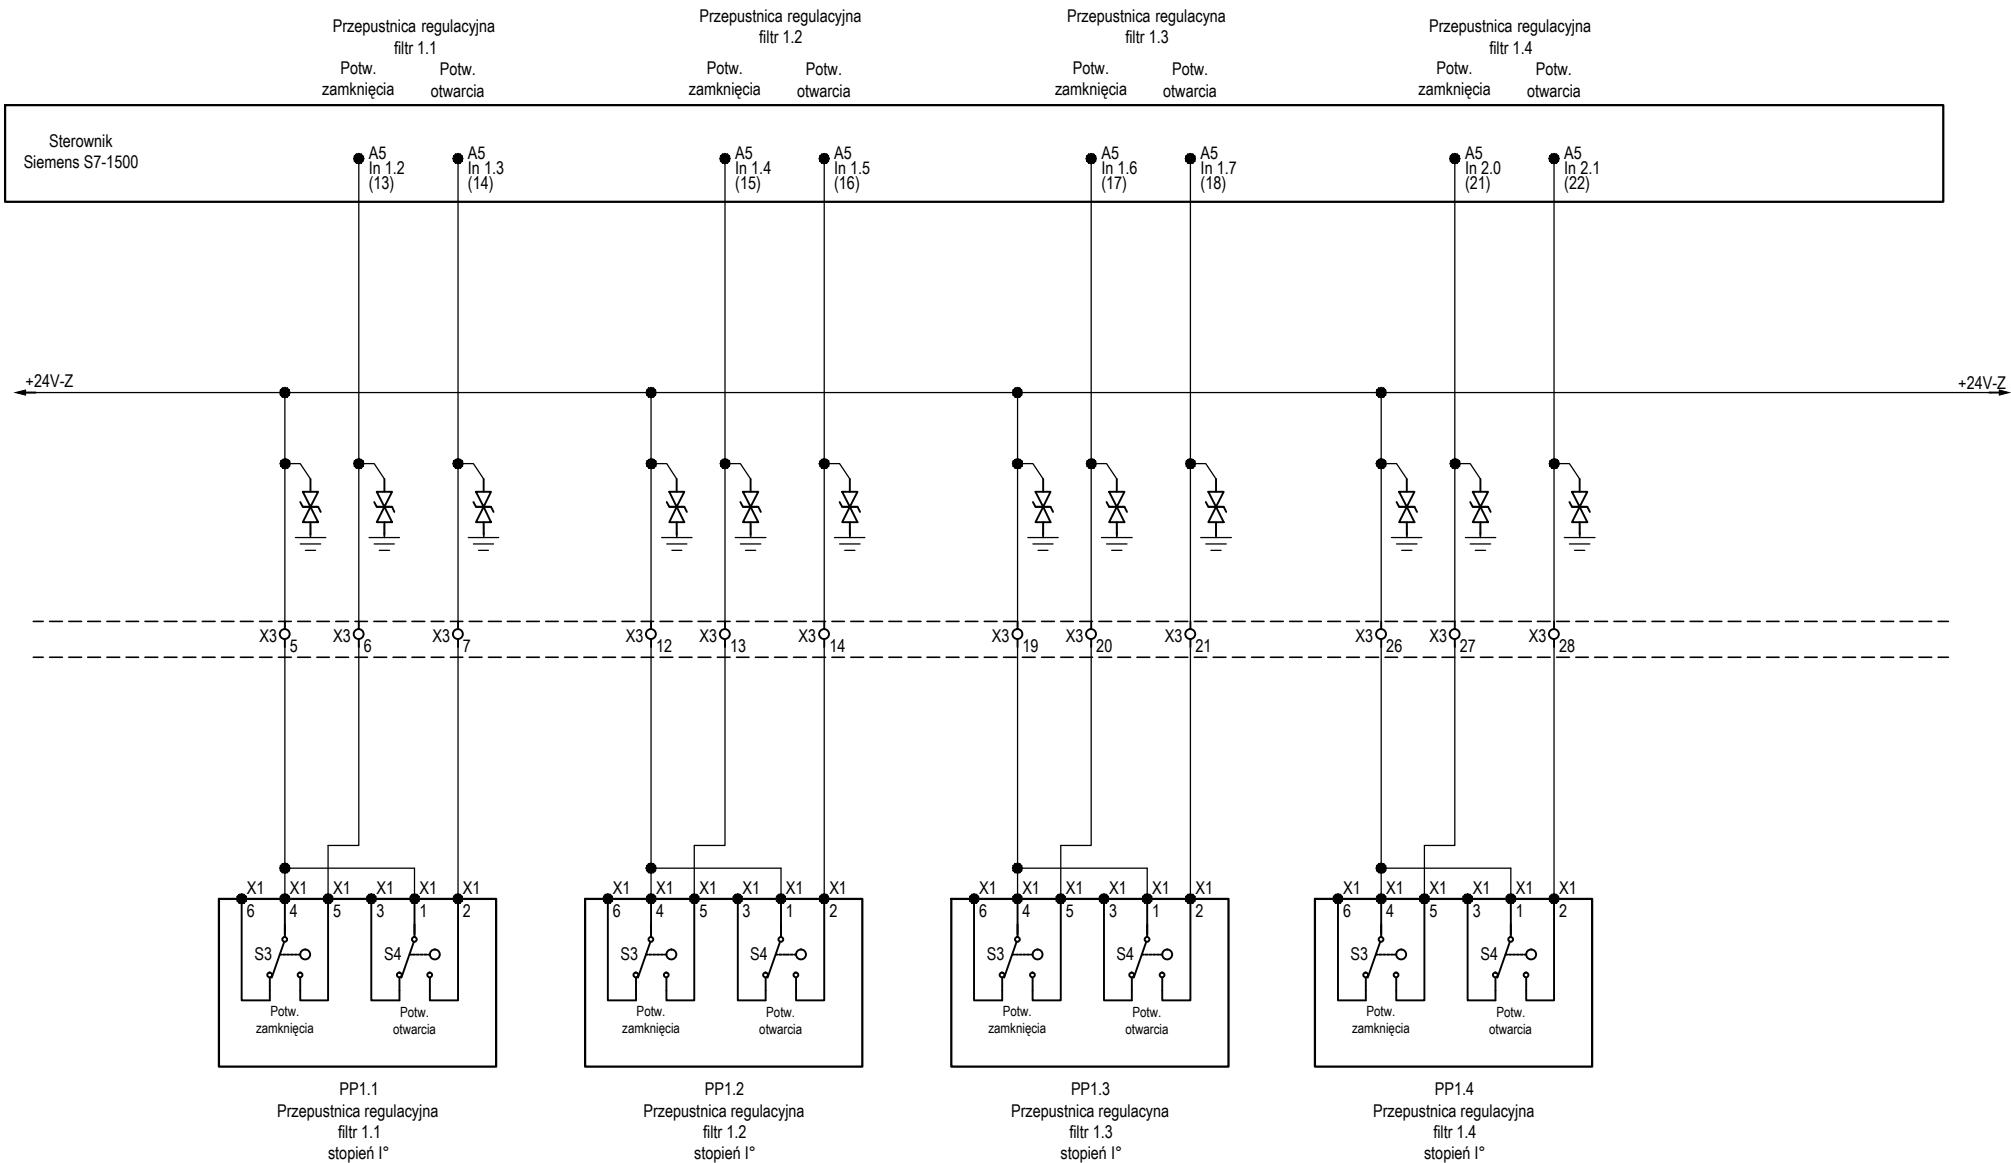 Przepustnica regulacyjna
filtr 1.1
Przepustnica regulacyjna
filtr 1.2
Przepustnica regulacyna
filtr 1.3
Przepustnica regulacyjna
filtr 1.4
Potw.
zamknięcia
Potw.
otwarcia
Potw.
zamknięcia
Potw.
otwarcia
Potw.
zamknięcia
Potw.
otwarcia
Potw.
zamknięcia
Potw.
otwarcia
Sterownik
Siemens S7-1500
A5
In 1.2
(13)
A5
In 1.3
(14)
A5
In 1.4
(15)
A5
In 1.5
(16)
A5
In 1.6
(17)
A5
In 1.7
(18)
A5
In 2.0
(21)
A5
In 2.1
(22)
+24V-Z
+24V-Z
X3 5
X3 6
X3 7
X3 12
X3 13
X3 14
X3 19
X3 20
X3 21
X3 26
X3 27
X3 28
X1 X1 X1 X1 X1 X1
6 4 5 3 1 2
S3 S4
Potw.
zamknięcia
Potw.
otwarcia
X1 X1 X1 X1 X1 X1
6 4 5 3 1 2
S3 S4
Potw.
zamknięcia
Potw.
otwarcia
X1 X1 X1 X1 X1 X1
6 4 5 3 1 2
S3 S4
Potw.
zamknięcia
Potw.
otwarcia
X1 X1 X1 X1 X1 X1
6 4 5 3 1 2
S3 S4
Potw.
zamknięcia
Potw.
otwarcia
PP1.1
Przepustnica regulacyjna
filtr 1.1
stopień I°
PP1.2
Przepustnica regulacyjna
filtr 1.2
stopień I°
PP1.3
Przepustnica regulacyna
filtr 1.3
stopień I°
PP1.4
Przepustnica regulacyjna
filtr 1.4
stopień I°